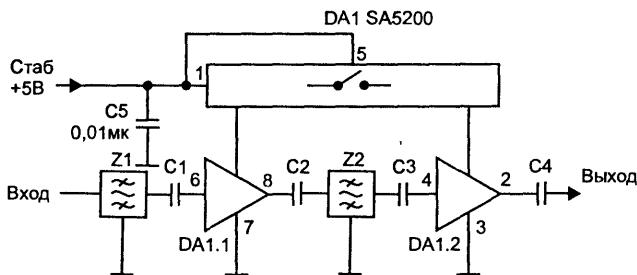 DA1 SA5200
Стаб
+5В
1
5
C5
0,01мк
Z1
C1
6
8
C2
Z2
C3
4
2
C4
Вход
Выход
7
3
DA1.1
DA1.2